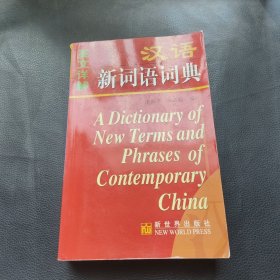 汉语
新词语词典
A Dictionary of
New Terms and
Phrases of
Contemporary
China
新世界出版社
NEW WORLD PRESS